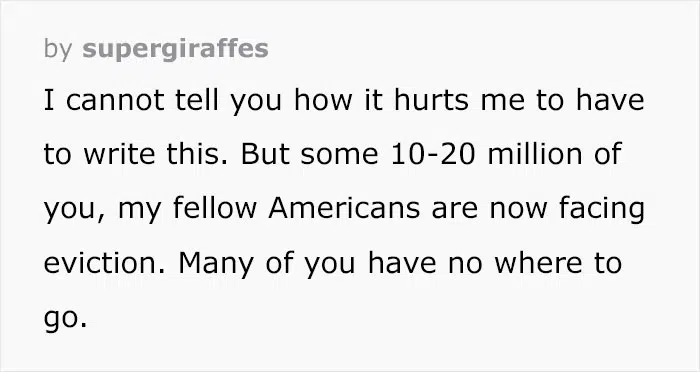 by supergiraffes
I cannot tell you how it hurts me to have
to write this. But some 10-20 million of
you, my fellow Americans are now facing
eviction. Many of you have no where to
go.